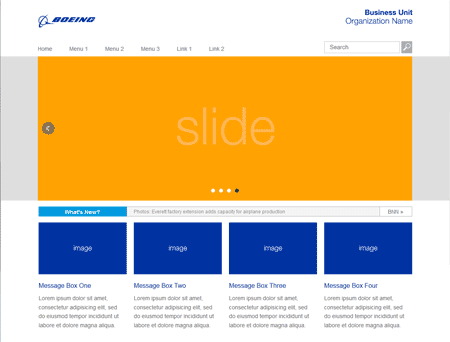 BOEING
Business Unit
Organization Name
Home Menu 1 Menu 2 Menu 3 Link 1 Link 2
Search
slide
What's New?
Photos: Everett factory extension adds capacity for airplane production
BNN »
image image image image
Message Box One
Lorem ipsum dolor sit amet,
consectetur adipisicing elit, sed
do eiusmod tempor incididunt ut
labore et dolore magna aliqua.
Message Box Two
Lorem ipsum dolor sit amet,
consectetur adipisicing elit, sed
do eiusmod tempor incididunt ut
labore et dolore magna aliqua.
Message Box Three
Lorem ipsum dolor sit amet,
consectetur adipisicing elit, sed
do eiusmod tempor incididunt ut
labore et dolore magna aliqua.
Message Box Four
Lorem ipsum dolor sit amet,
consectetur adipisicing elit, sed
do eiusmod tempor incididunt ut
labore et dolore magna aliqua.